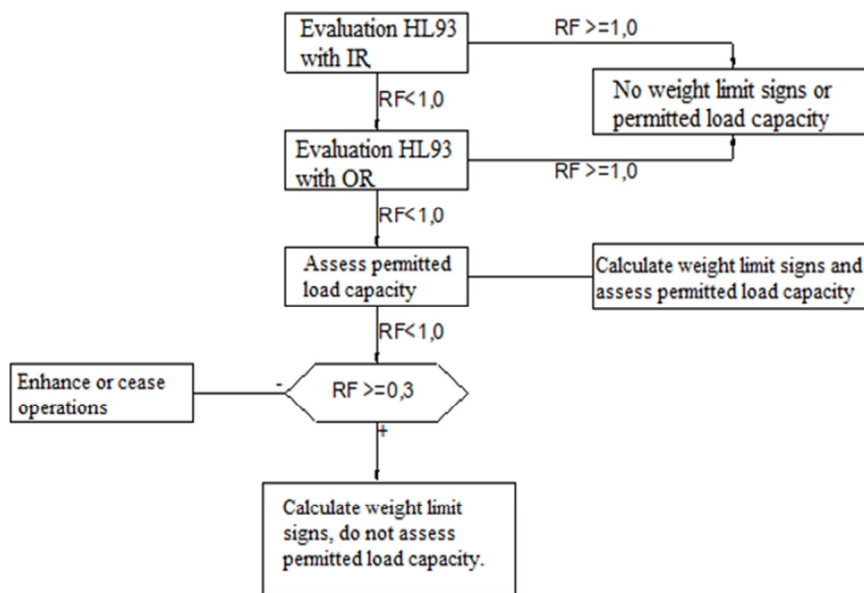 Evaluation HL93
with IR
RF >=1,0
No weight limit signs or
permitted load capacity
RF<1,0
Evaluation HL93
with OR
RF >=1,0
RF<1,0
Assess permitted
load capacity
Calculate weight limit signs and
assess permitted load capacity
RF<1,0
Enhance or cease
operations
-
RF >=0,3
+
Calculate weight limit
signs, do not assess
permitted load capacity.